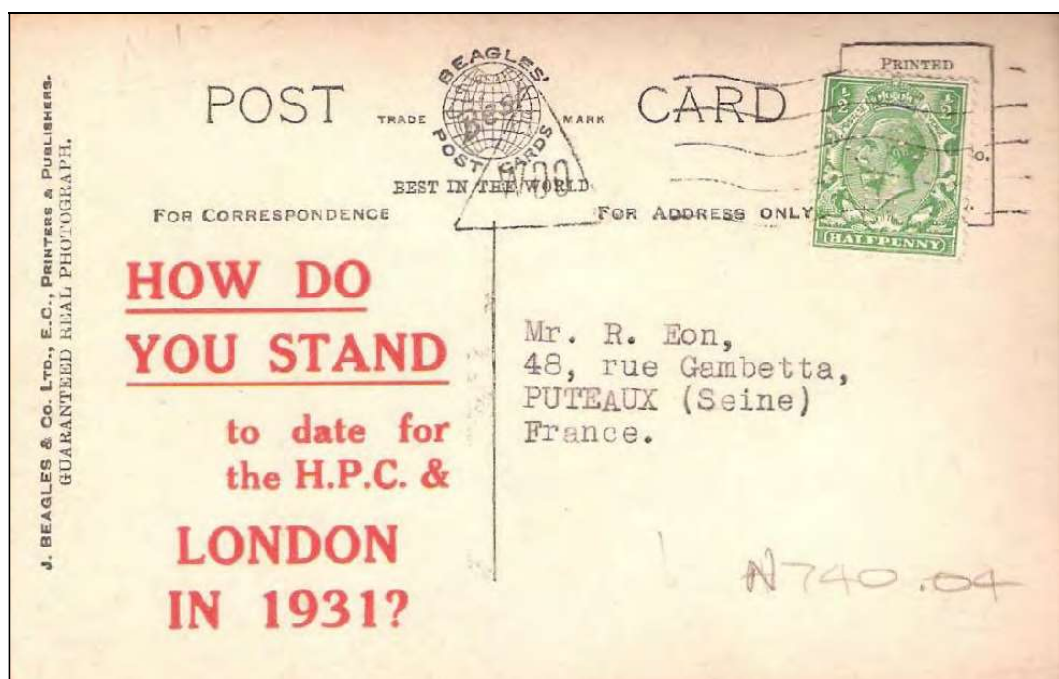 J. BEAGLES & CO. LTD., E.C., PRINTERS & PUBLISHERS.
GUARANTEED REAL PHOTOGRAPH.
POST CARD
TRADE MARK
BEAGLES'
BEST
POST CARDS
BEST IN THE WORLD
PRINTED
½ ½
HALFPENNY
FOR CORRESPONDENCE
FOR ADDRESS ONLY
HOW DO
YOU STAND
to date for
the H.P.C. &
LONDON
IN 1931?
Mr. R. Eon,
48, rue Gambetta,
PUTEAUX (Seine)
France.
N740.04